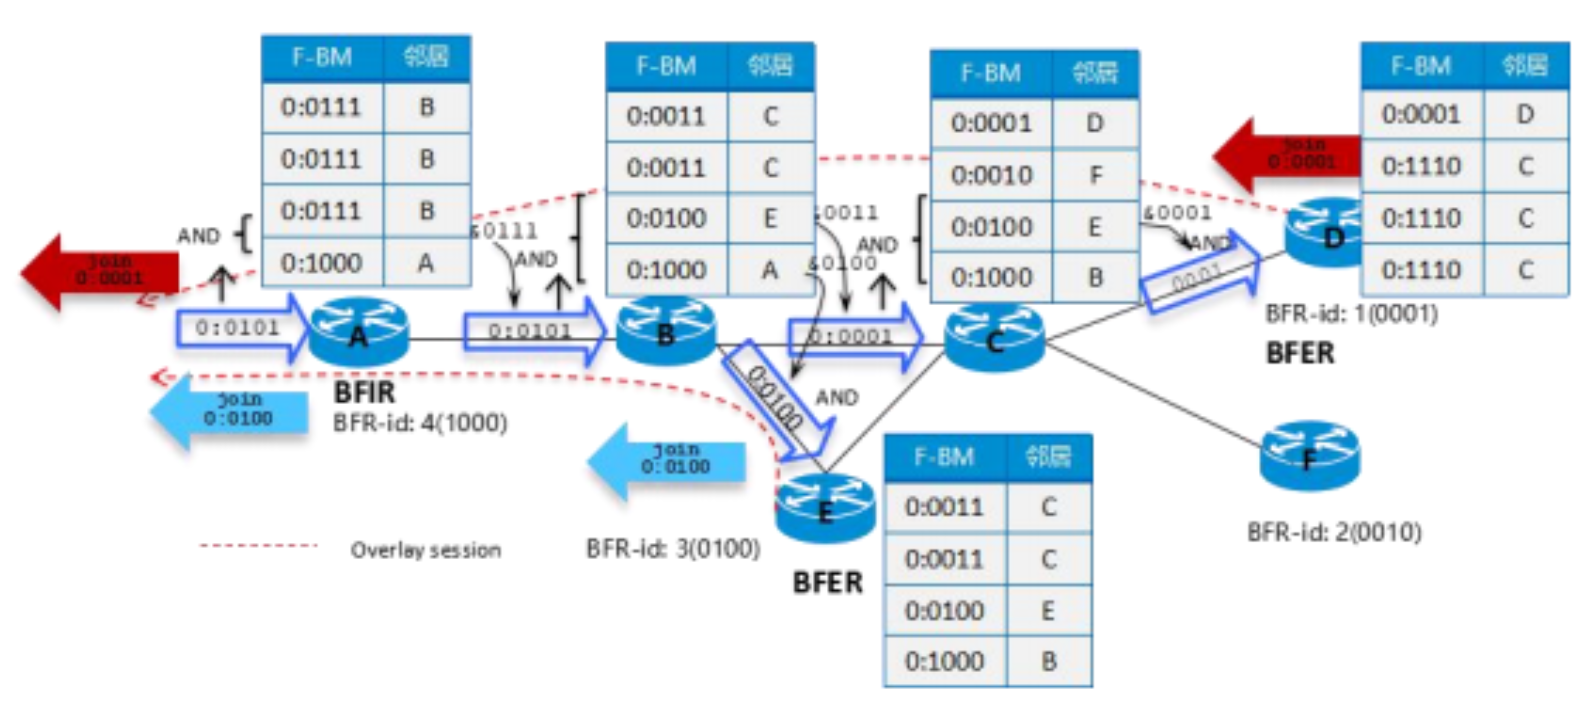 F-BM 邻居
0:0111 B
0:0111 B
0:0111 B
0:1000 A
F-BM 邻居
0:0011 C
0:0011 C
0:0100 E
0:1000 A
F-BM 邻居
0:0001 D
0:0010 F
0:0100 E
0:1000 B
F-BM 邻居
0:0001 D
0:1110 C
0:1110 C
0:1110 C
join
0:0001
join
0:0001
AND
&0111
AND
&0011
AND
&0100
&0001
AND
0:0101
A
0:0101
B
0:0001
C
0001
D
BFR-id: 1(0001)
BFER
BFIR
BFR-id: 4(1000)
join
0:0100
0:0100
AND
join
0:0100
E
F
BFR-id: 2(0010)
BFR-id: 3(0100)
BFER
Overlay session
F-BM 邻居
0:0011 C
0:0011 C
0:0100 E
0:1000 B